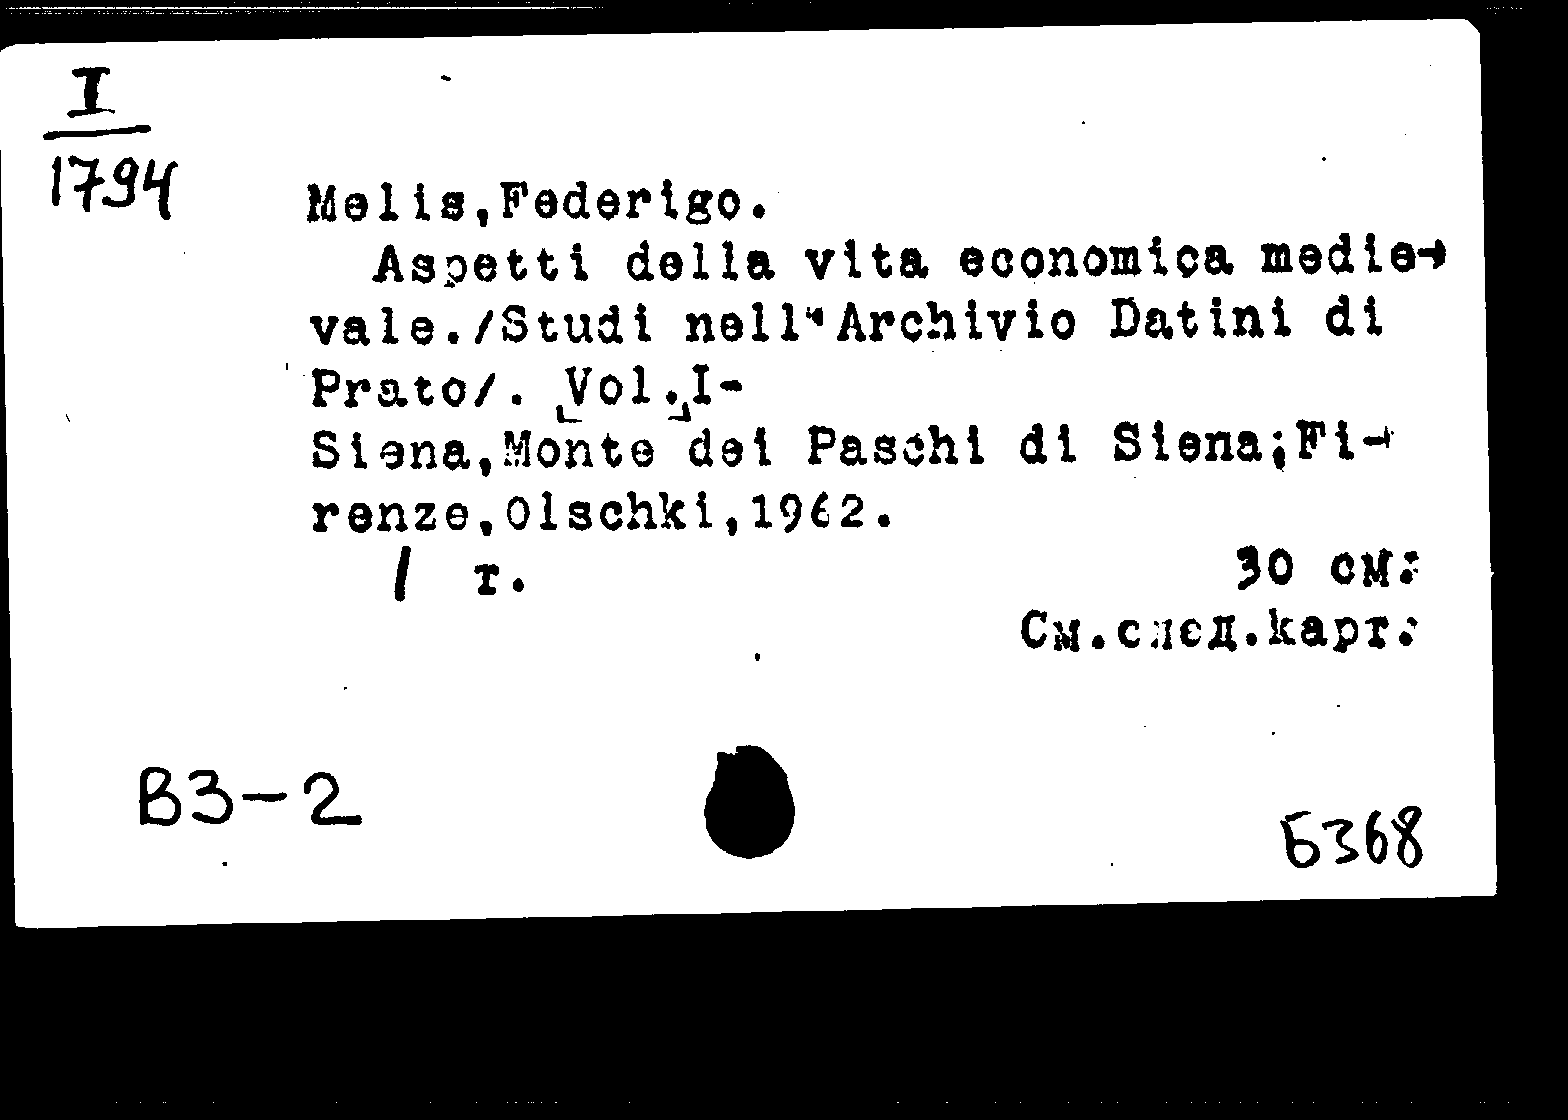 I
1794
Melis,Federigo.
Aspetti della vita economica medie-
vale./Studi nell'Archivio Datini di
Prato/. Vol.I-
Siena,Monte dei Paschi di Siena;Fi-
renze,Olschki,1962.
1 т.
30 см.
См.след.карт.
В3-2
Б368